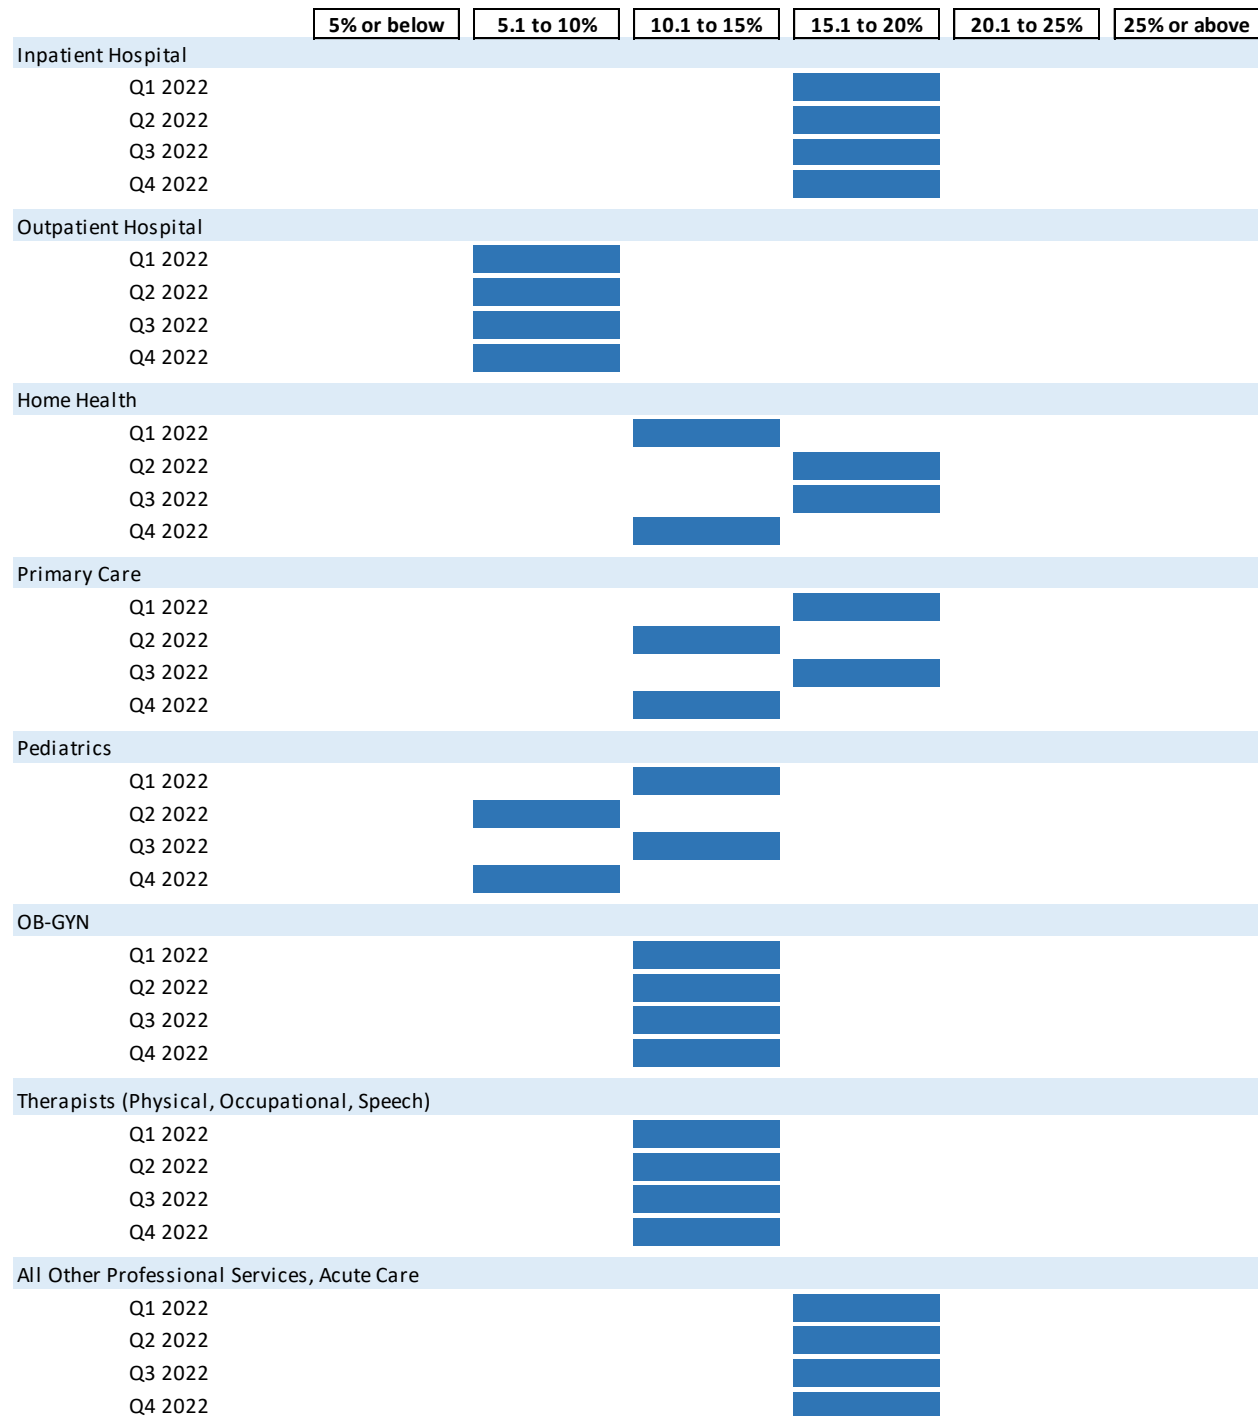 5% or below 5.1 to 10% 10.1 to 15% 15.1 to 20% 20.1 to 25% 25% or above
Inpatient Hospital
Q1 2022
Q2 2022
Q3 2022
Q4 2022
Outpatient Hospital
Q1 2022
Q2 2022
Q3 2022
Q4 2022
Home Health
Q1 2022
Q2 2022
Q3 2022
Q4 2022
Primary Care
Q1 2022
Q2 2022
Q3 2022
Q4 2022
Pediatrics
Q1 2022
Q2 2022
Q3 2022
Q4 2022
OB-GYN
Q1 2022
Q2 2022
Q3 2022
Q4 2022
Therapists (Physical, Occupational, Speech)
Q1 2022
Q2 2022
Q3 2022
Q4 2022
All Other Professional Services, Acute Care
Q1 2022
Q2 2022
Q3 2022
Q4 2022